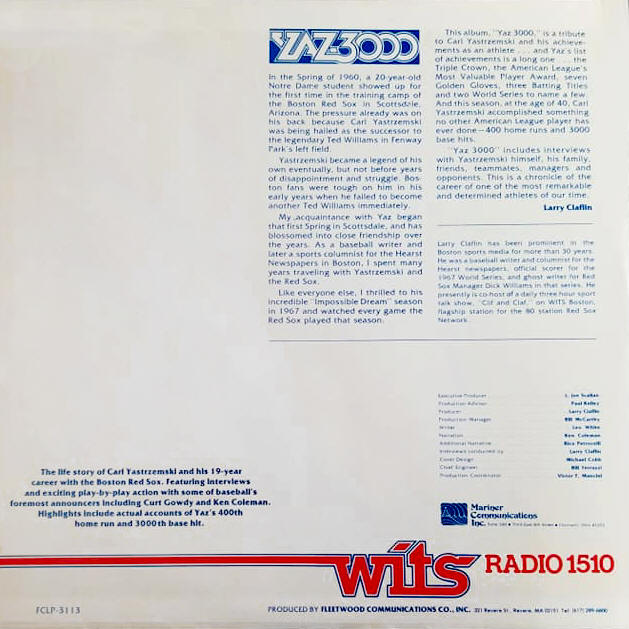 YAZ 3000
In the Spring of 1960, a 20-year-old
Notre Dame student showed up for
the first time in the training camp of
the Boston Red Sox in Scottsdale,
Arizona. The pressure already was on
his back because Carl Yastrzemski
was being hailed as the successor to
the legendary Ted Williams in Fenway
Park's left field.
Yastrzemski became a legend of his
own eventually, but not before years
of disappointment and struggle. Bos-
ton fans were tough on him in his
early years when he failed to become
another Ted Williams immediately.
My acquaintance with Yaz began
that first Spring in Scottsdale, and has
blossomed into close friendship over
the years. As a baseball writer and
later a sports columnist for the Hearst
Newspapers in Boston, I spent many
years traveling with Yastrzemski and
the Red Sox.
Like everyone else, I thrilled to his
incredible "Impossible Dream" season
in 1967 and watched every game the
Red Sox played that season.
This album, "Yaz 3000," is a tribute
to Carl Yastrzemski and his achieve-
ments as an athlete . . . and Yaz's list
of achievements is a long one . . . the
Triple Crown, the American League's
Most Valuable Player Award, seven
Golden Gloves, three Batting Titles
and two World Series to name a few.
And this season, at the age of 40, Carl
Yastrzemski accomplished something
no other American League player has
ever done—400 home runs and 3000
base hits.
"Yaz 3000" includes interviews
with Yastrzemski himself, his family,
friends, teammates, managers and
opponents. This is a chronicle of the
career of one of the most remarkable
and determined athletes of our time.
Larry Claflin
Larry Claflin has been prominent in the
Boston sports media for more than 30 years.
He was a baseball writer and columnist for the
Hearst newspapers, official scorer for the
1967 World Series, and ghost writer for Red
Sox Manager Dick Williams in that series. He
presently is co-host of a daily three hour sport
talk show, "Clif and Claf," on WITS Boston,
flagship station for the 80 station Red Sox
Network.
Executive Producer
Production Advisor Paul Kelley
Producer Larry Claflin
Production Manager Bill McCarthy
Writer Leo White
Narration Ken Coleman
Additional Narration Rico Petrocelli
Interviews conducted by Larry Claflin
Cover Design Michael Cobb
Chief Engineer Bill
Production Coordinator Victor T. Mancini
Mariner
Communications
Inc.
The life story of Carl Yastrzemski and his 19-year
career with the Boston Red Sox. Featuring interviews
and exciting play-by-play action with some of baseball's
foremost announcers including Curt Gowdy and Ken Coleman.
Highlights include actual accounts of Yaz's 400th
home run and 3000th base hit.
wits RADIO 1510
FCLP-3113
PRODUCED BY FLEETWOOD COMMUNICATIONS CO., INC. 321 Revere St., Revere, MA 02151 Tel: (617) 289-6800